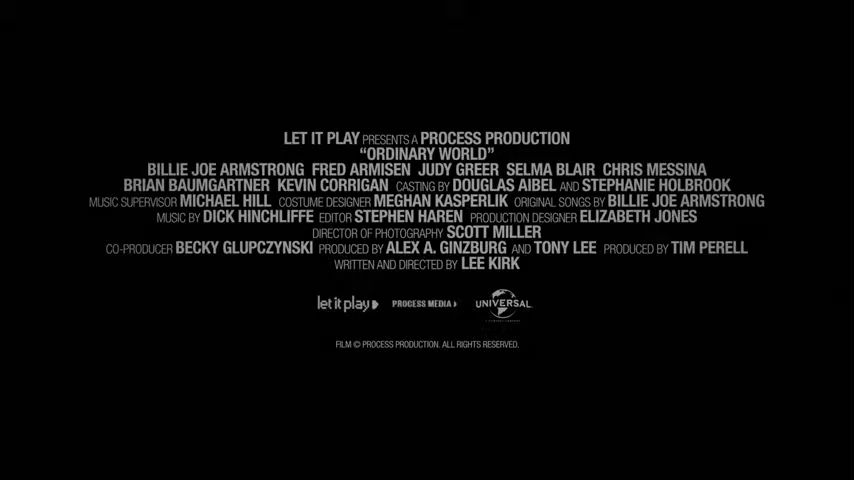 LET IT PLAY PRESENTS A PROCESS PRODUCTION
“ORDINARY WORLD”
BILLIE JOE ARMSTRONG FRED ARMISEN JUDY GREER SELMA BLAIR CHRIS MESSINA
BRIAN BAUMGARTNER KEVIN CORRIGAN CASTING BY DOUGLAS AIBEL AND STEPHANIE HOLBROOK
MUSIC SUPERVISOR MICHAEL HILL COSTUME DESIGNER MEGHAN KASPERLIK ORIGINAL SONGS BY BILLIE JOE ARMSTRONG
MUSIC BY DICK HINCHLIFFE EDITOR STEPHEN HAREN PRODUCTION DESIGNER ELIZABETH JONES
DIRECTOR OF PHOTOGRAPHY SCOTT MILLER
CO-PRODUCER BECKY GLUPCZYNSKI PRODUCED BY ALEX A. GINZBURG AND TONY LEE PRODUCED BY TIM PERELL
WRITTEN AND DIRECTED BY LEE KIRK
let it play PROCESS MEDIA UNIVERSAL
FILM © PROCESS PRODUCTION. ALL RIGHTS RESERVED.